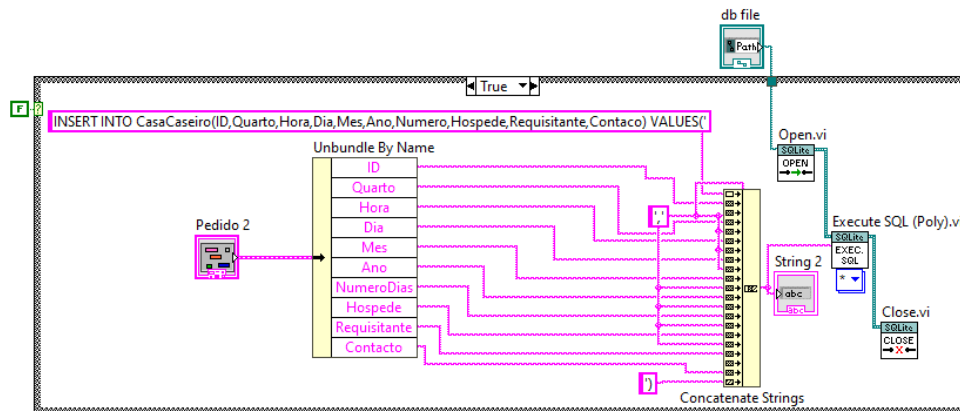 db file
Path
True
F
?
INSERT INTO CasaCaseiro(ID,Quarto,Hora,Dia,Mes,Ano,Numero,Hospede,Requisitante,Contaco) VALUES('
Open.vi
SQLite
OPEN
Unbundle By Name
ID
Quarto
Hora
Dia
Mes
Ano
NumeroDias
Hospede
Requisitante
Contacto
Pedido 2
','
Execute SQL (Poly).v
SQLite
EXEC.
SQL
*
String 2
abc
abc
Close.vi
SQLite
CLOSE
X
')
Concatenate Strings